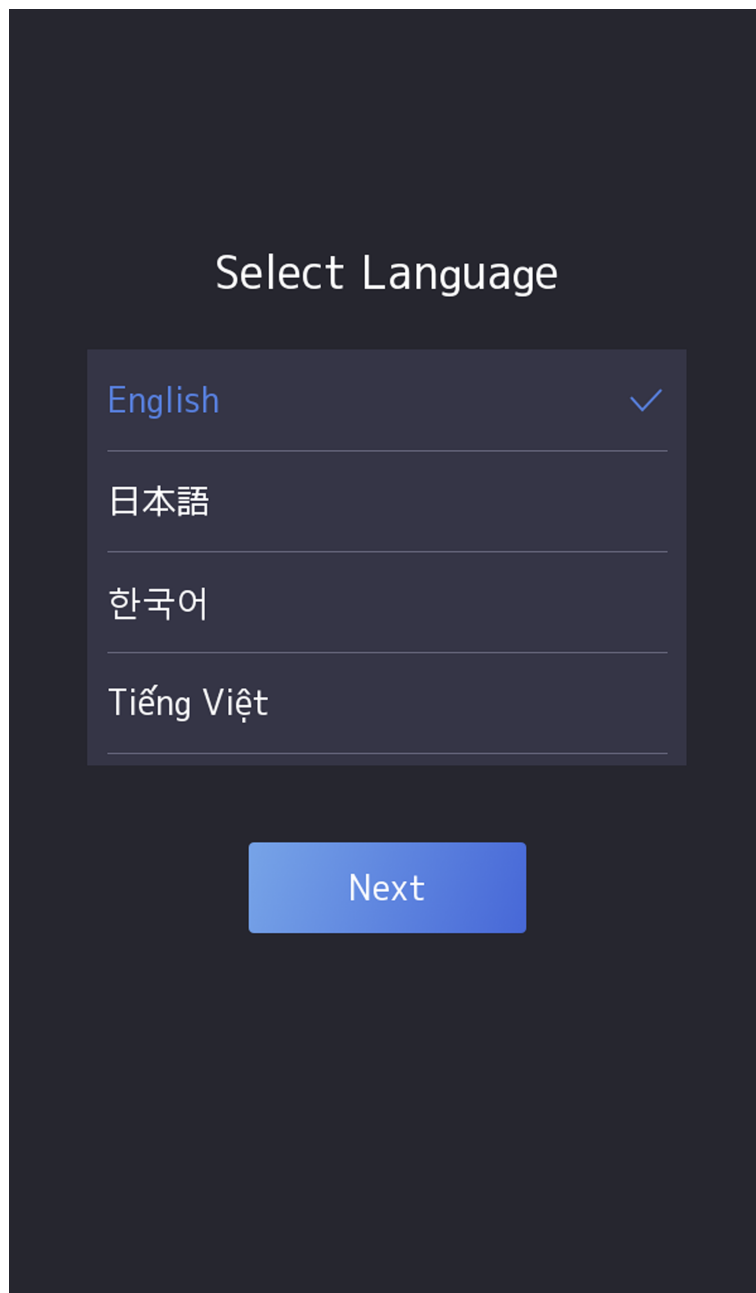 Select Language
English
日本語
한국어
Tiếng Việt
Next